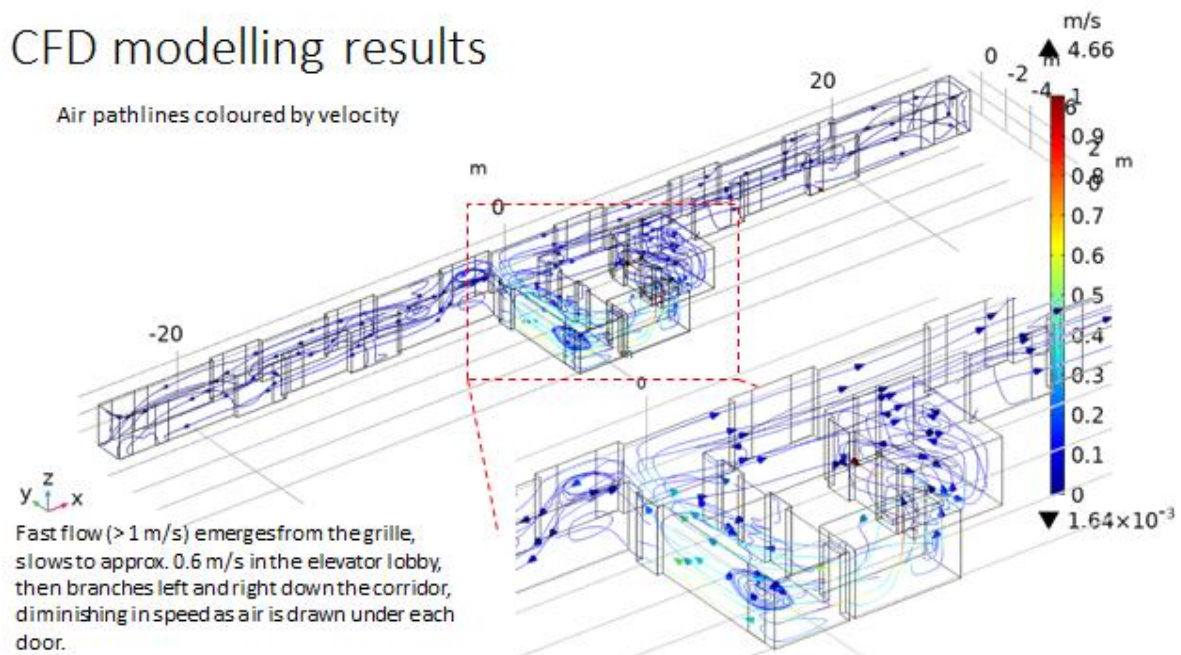 CFD modelling results
Air pathlines coloured by velocity
m/s
▲ 4.66
m
0
-2
-4
20
6
1
0.9
2
m
0.8
0
0.7
0.6
0.5
0.4
0.3
0.2
0.1
0
▼ 1.64×10⁻³
m
0
-20
0
y z x
Fast flow (> 1 m/s) emerges from the grille,
slows to approx. 0.6 m/s in the elevator lobby,
then branches left and right down the corridor,
diminishing in speed as air is drawn under each
door.